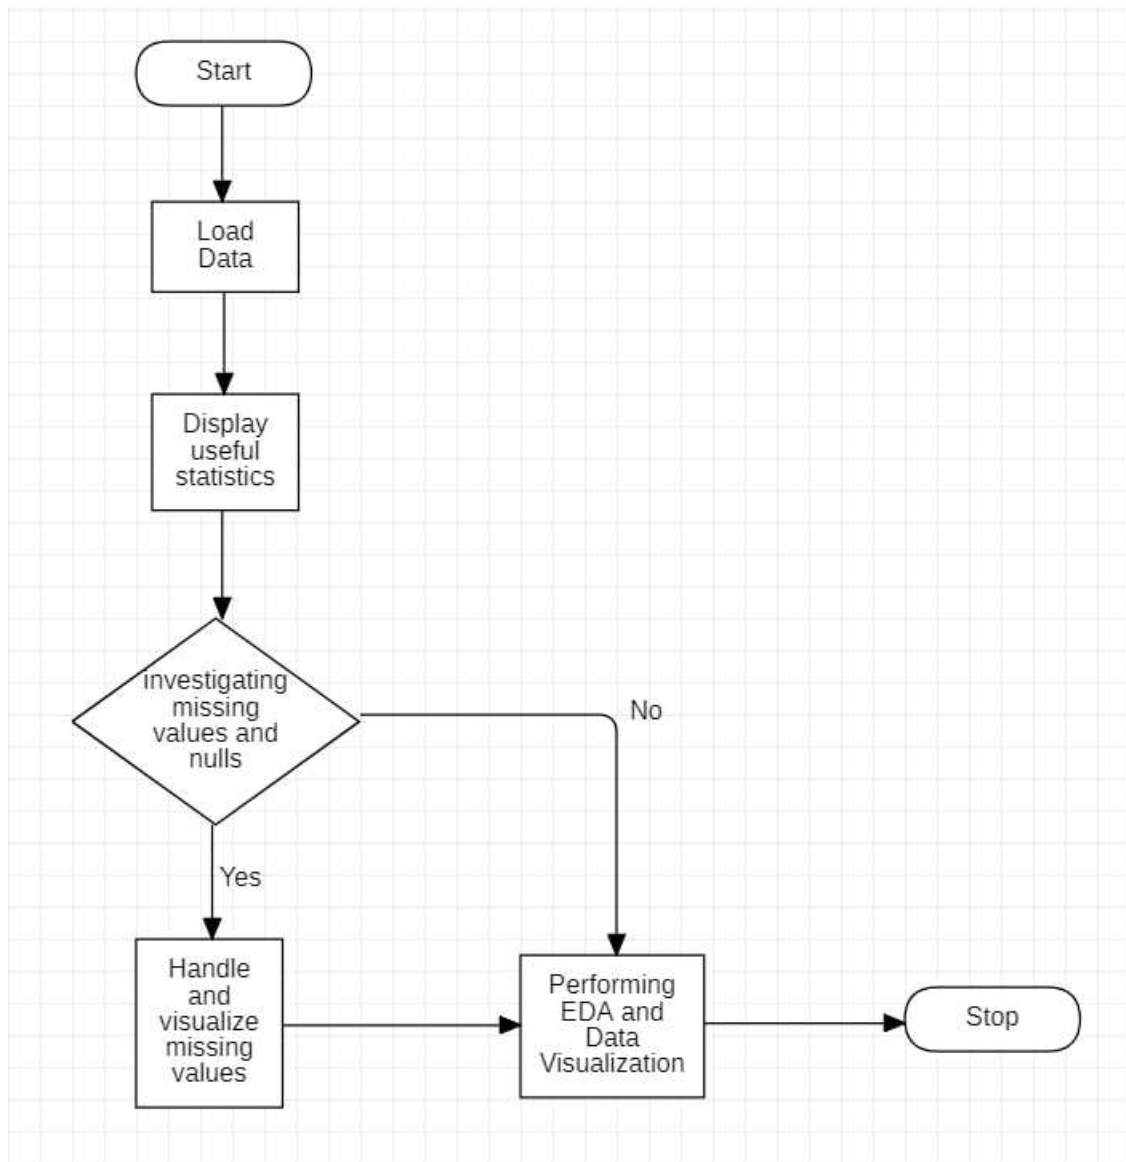 Start
Load
Data
Display
useful
statistics
investigating
missing
values and
nulls
No
Yes
Handle
and
visualize
missing
values
Performing
EDA and
Data
Visualization
Stop